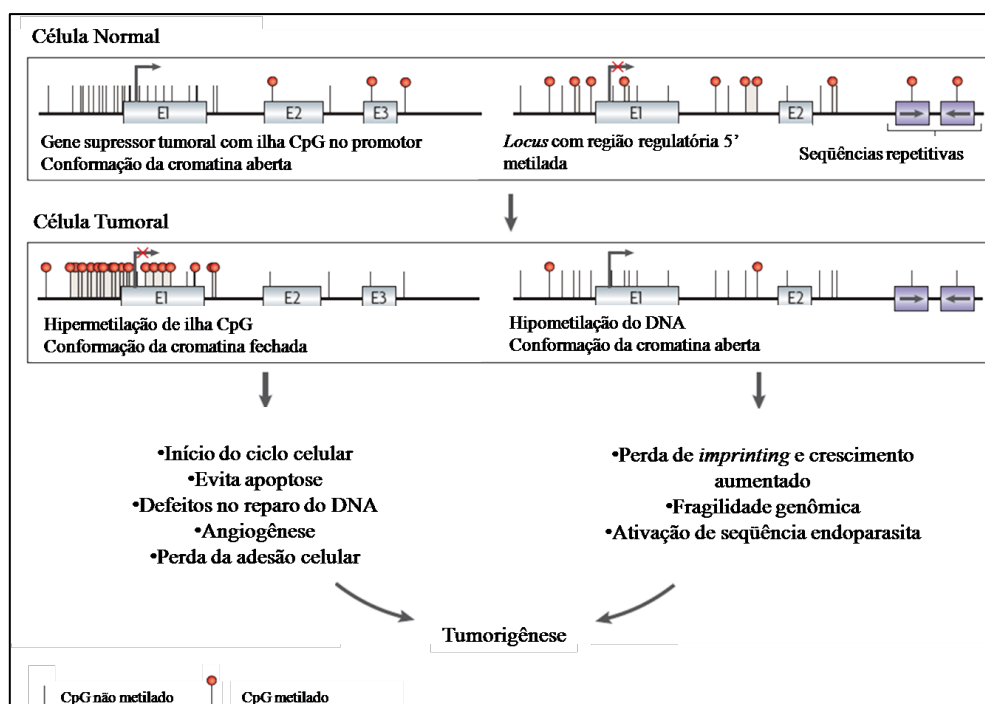 Célula Normal
E1
E2
E3
Gene supressor tumoral com ilha CpG no promotor
Conformação da cromatina aberta
E1
E2
Locus com região regulatória 5’
metilada
Seqüências repetitivas
Célula Tumoral
E1
E2
E3
Hipermetilação de ilha CpG
Conformação da cromatina fechada
E1
E2
Hipometilação do DNA
Conformação da cromatina aberta
•Início do ciclo celular
•Evita apoptose
•Defeitos no reparo do DNA
•Angiogênese
•Perda da adesão celular
•Perda de imprinting e crescimento
aumentado
•Fragilidade genômica
•Ativação de seqüência endoparasita
Tumorigênese
CpG não metilado
CpG metilado